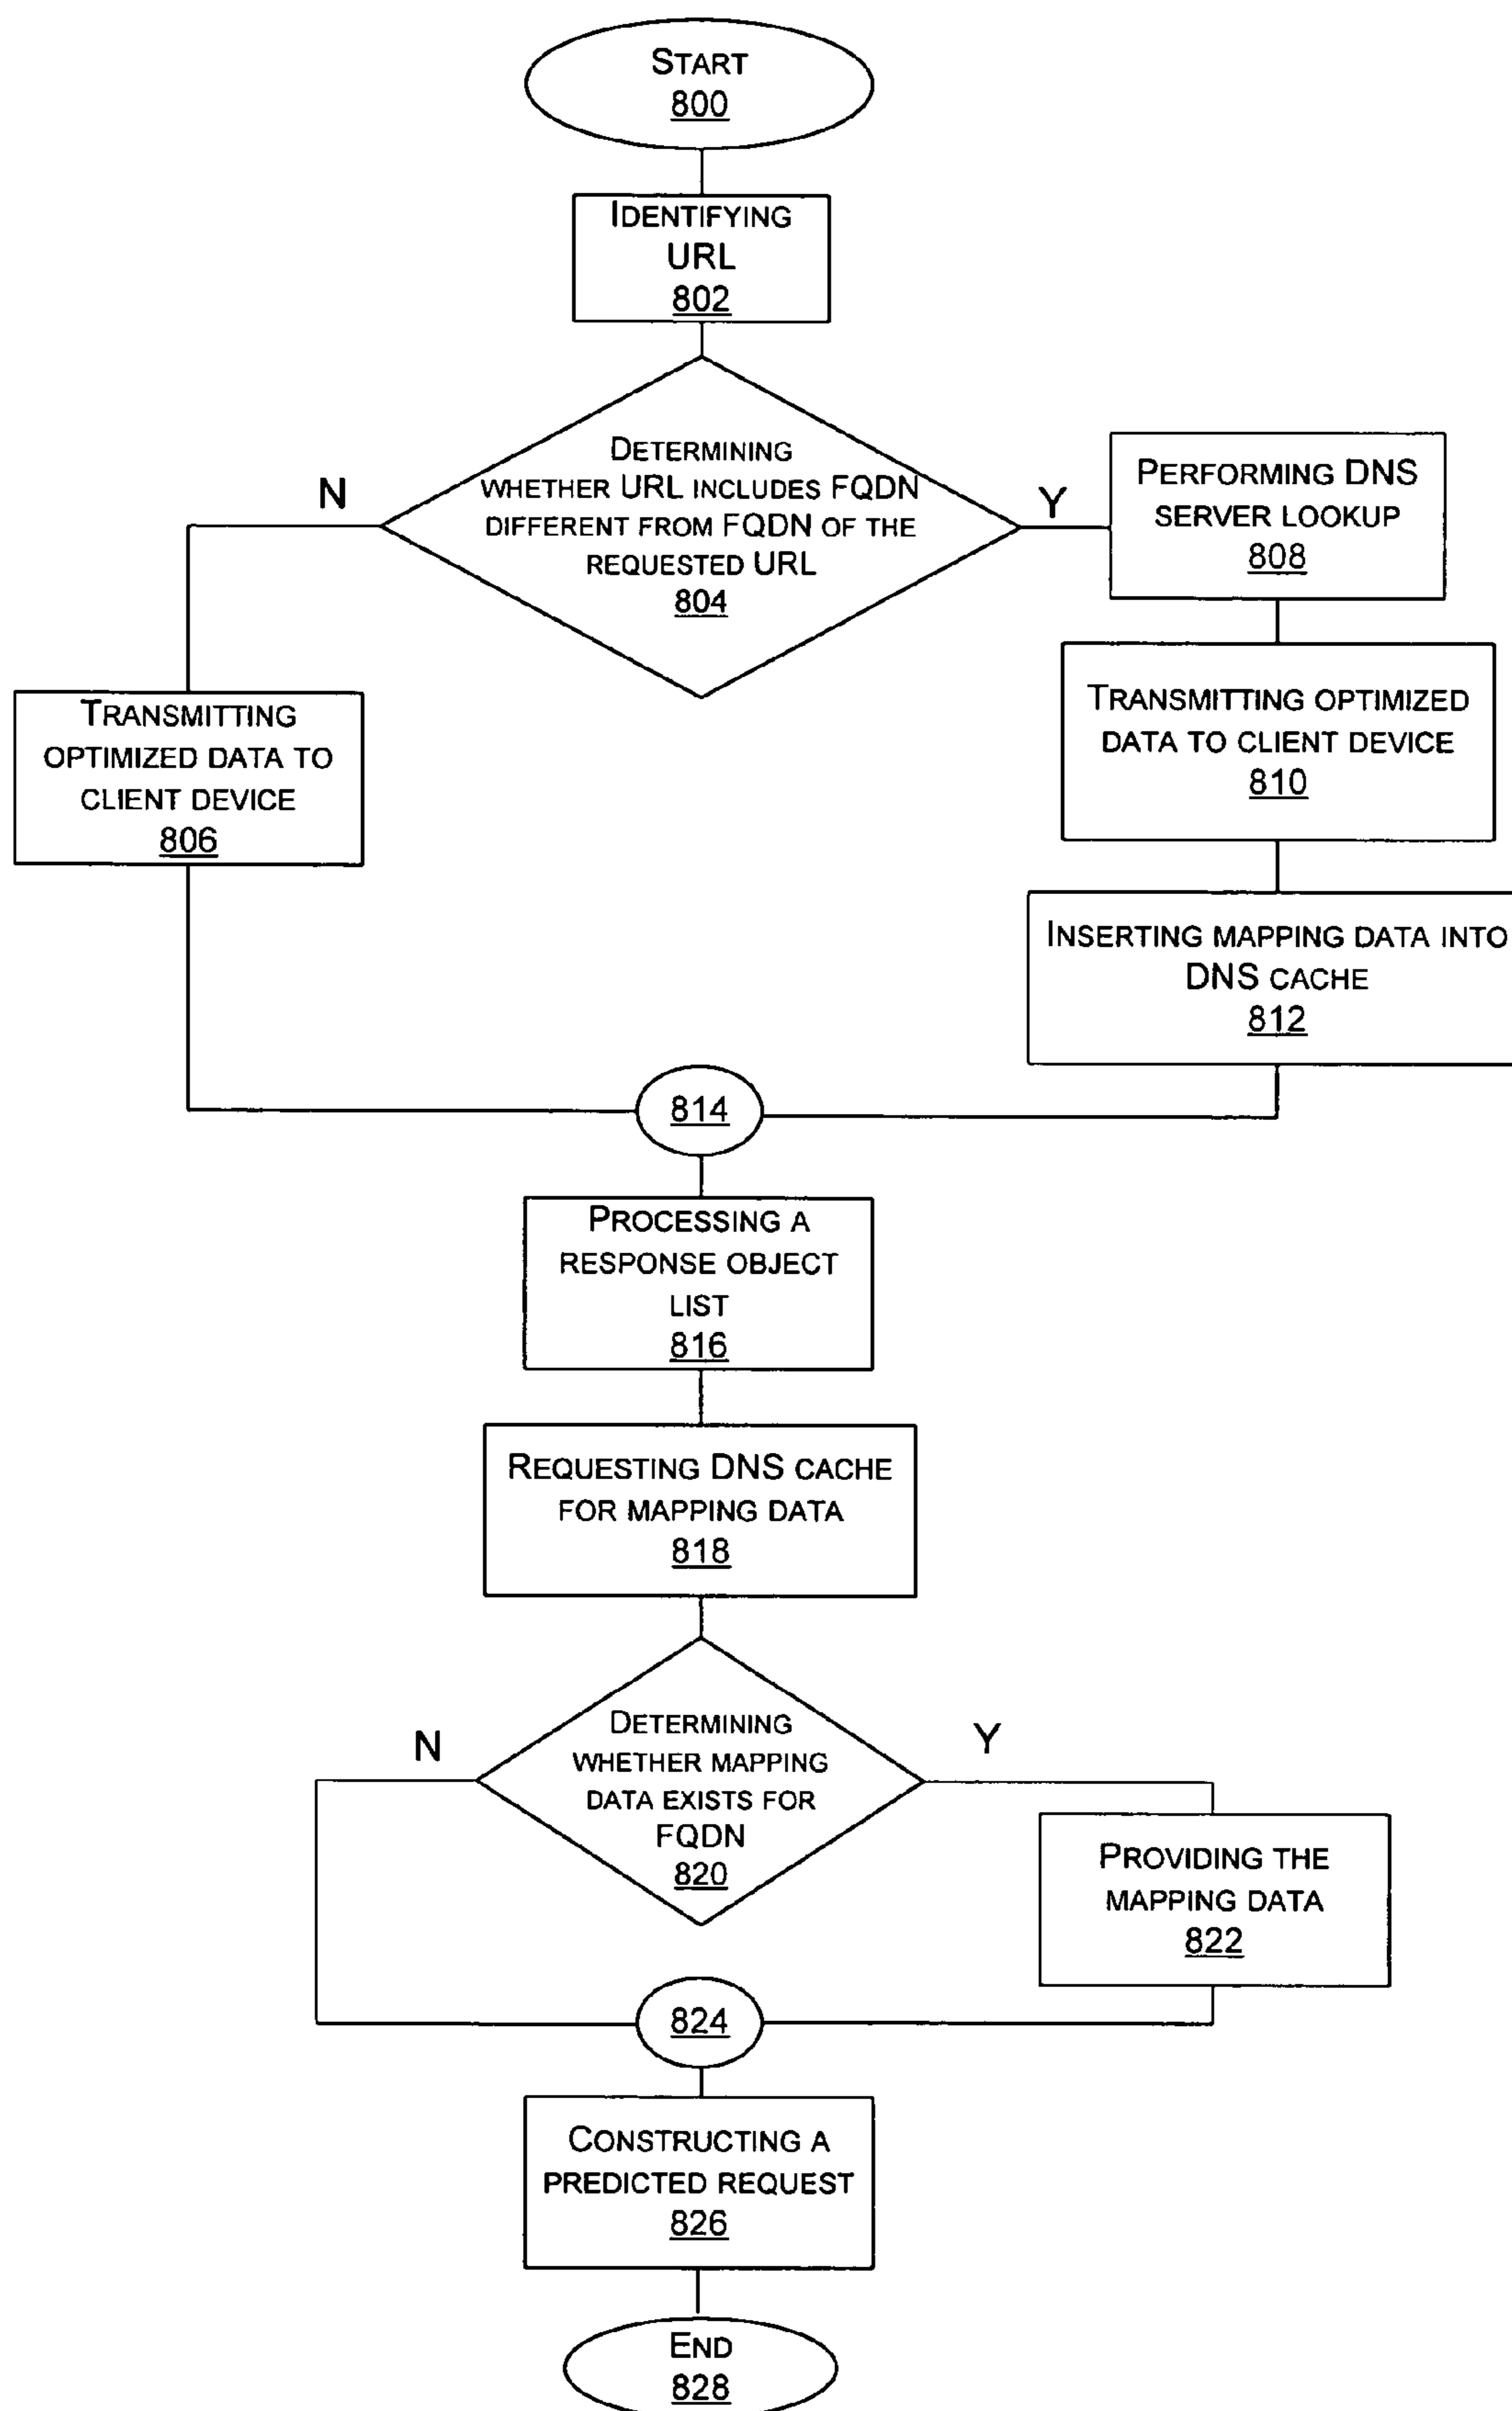 START
800
IDENTIFYING
URL
802
DETERMINING
WHETHER URL INCLUDES FQDN
DIFFERENT FROM FQDN OF THE
REQUESTED URL
804
N
Y
PERFORMING DNS
SERVER LOOKUP
808
TRANSMITTING
OPTIMIZED DATA TO
CLIENT DEVICE
806
TRANSMITTING OPTIMIZED
DATA TO CLIENT DEVICE
810
INSERTING MAPPING DATA INTO
DNS CACHE
812
814
PROCESSING A
RESPONSE OBJECT
LIST
816
REQUESTING DNS CACHE
FOR MAPPING DATA
818
DETERMINING
WHETHER MAPPING
DATA EXISTS FOR
FQDN
820
N
Y
PROVIDING THE
MAPPING DATA
822
824
CONSTRUCTING A
PREDICTED REQUEST
826
END
828